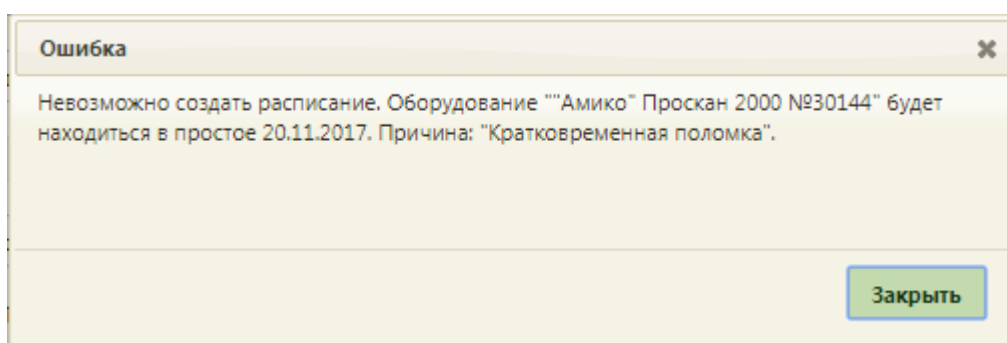 Ошибка
Невозможно создать расписание. Оборудование ""Амико" Проскан 2000 №30144" будет
находиться в простое 20.11.2017. Причина: "Кратковременная поломка".
Закрыть